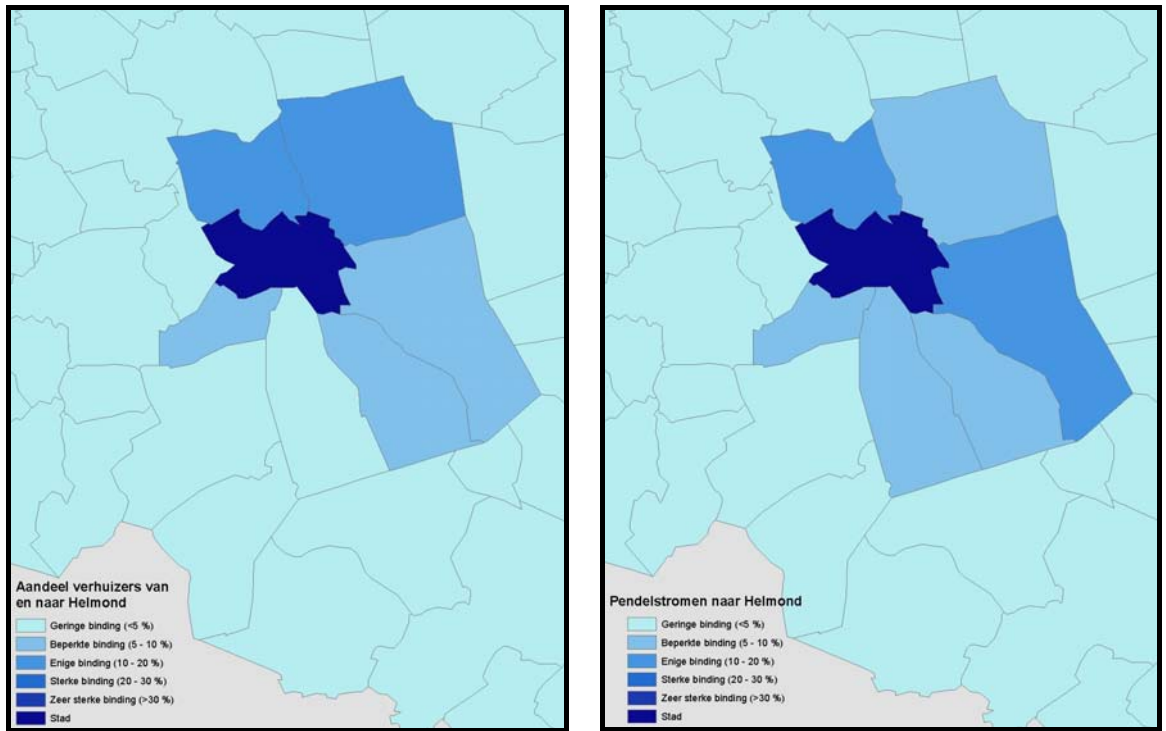 Aandeel verhuizers van
en naar Helmond
Geringe binding (<5 %)
Beperkte binding (5 - 10 %)
Enige binding (10 - 20 %)
Sterke binding (20 - 30 %)
Zeer sterke binding (>30 %)
Stad
Pendelstromen naar Helmond
Geringe binding (<5 %)
Beperkte binding (5 - 10 %)
Enige binding (10 - 20 %)
Sterke binding (20 - 30 %)
Zeer sterke binding (>30 %)
Stad